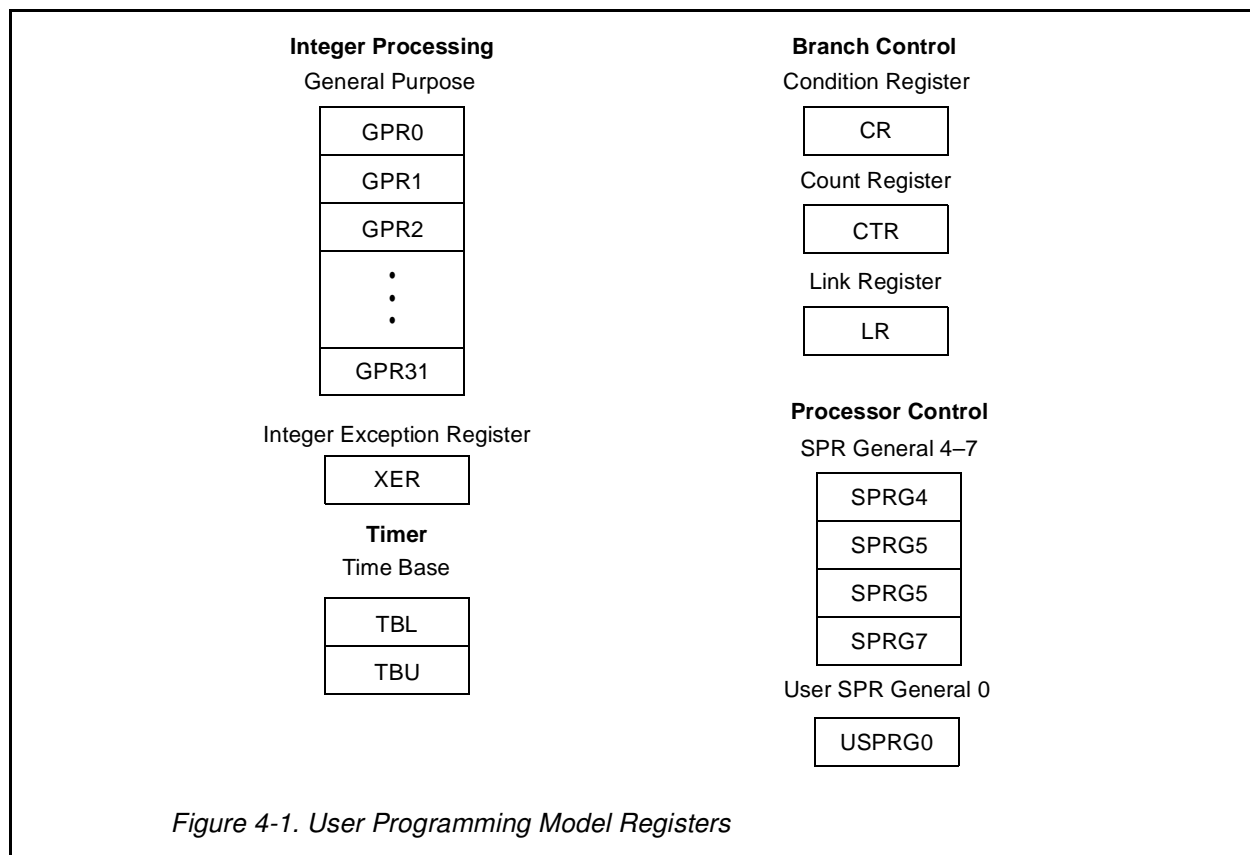 Integer Processing
General Purpose
GPR0
GPR1
GPR2
GPR31
Integer Exception Register
XER
Timer
Time Base
TBL
TBU
Branch Control
Condition Register
CR
Count Register
CTR
Link Register
LR
Processor Control
SPR General 4–7
SPRG4
SPRG5
SPRG5
SPRG7
User SPR General 0
USPRG0
Figure 4-1. User Programming Model Registers